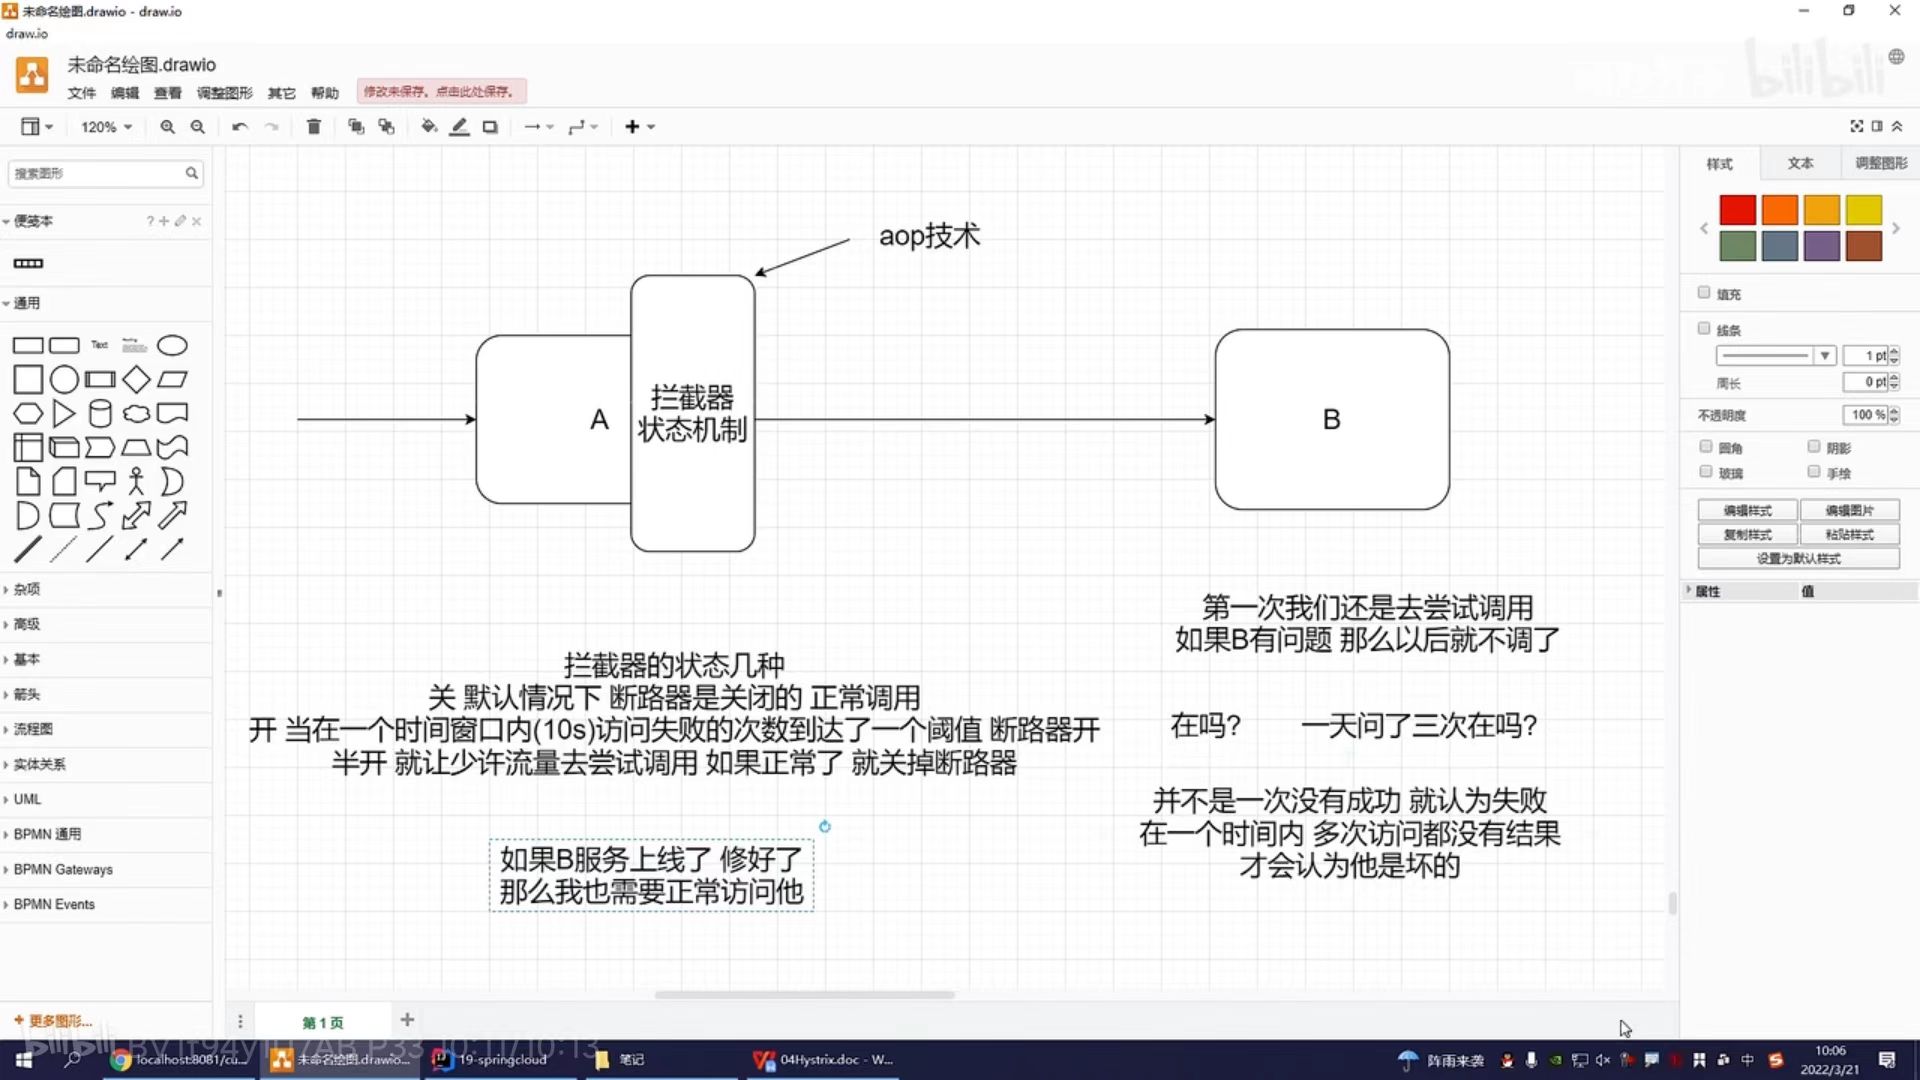 未命名绘图.drawio - draw.io
draw.io
未命名绘图.drawio
文件 编辑 查看 调整图形 其它 帮助 修改未保存。点击此处保存。
bilibili
120%
搜索图形
便笺本
通用
Text
杂项
高级
基本
箭头
流程图
实体关系
UML
BPMN 通用
BPMN Gateways
BPMN Events
+ 更多图形...
aop技术
A
拦截器
状态机制
B
拦截器的状态几种
关 默认情况下 断路器是关闭的 正常调用
开 当在一个时间窗口内(10s)访问失败的次数到达了一个阈值 断路器开
半开 就让少许流量去尝试调用 如果正常了 就关掉断路器
如果B服务上线了 修好了
那么我也需要正常访问他
第一次我们还是去尝试调用
如果B有问题 那么以后就不调了
在吗? 一天问了三次在吗?
并不是一次没有成功 就认为失败
在一个时间内 多次访问都没有结果
才会认为他是坏的
样式 文本 调整图形
填充
线条
1 pt
周长 0 pt
不透明度 100 %
圆角 阴影
玻璃 手绘
编辑样式 编辑图片
复制样式 粘贴样式
设置为默认样式
属性 值
第 1 页
bilibili
localhost:8081/cu...
未命名绘图.drawio...
19-springcloud
笔记
04Hystrix.doc - W...
阵雨来袭
中
10:06
2022/3/21